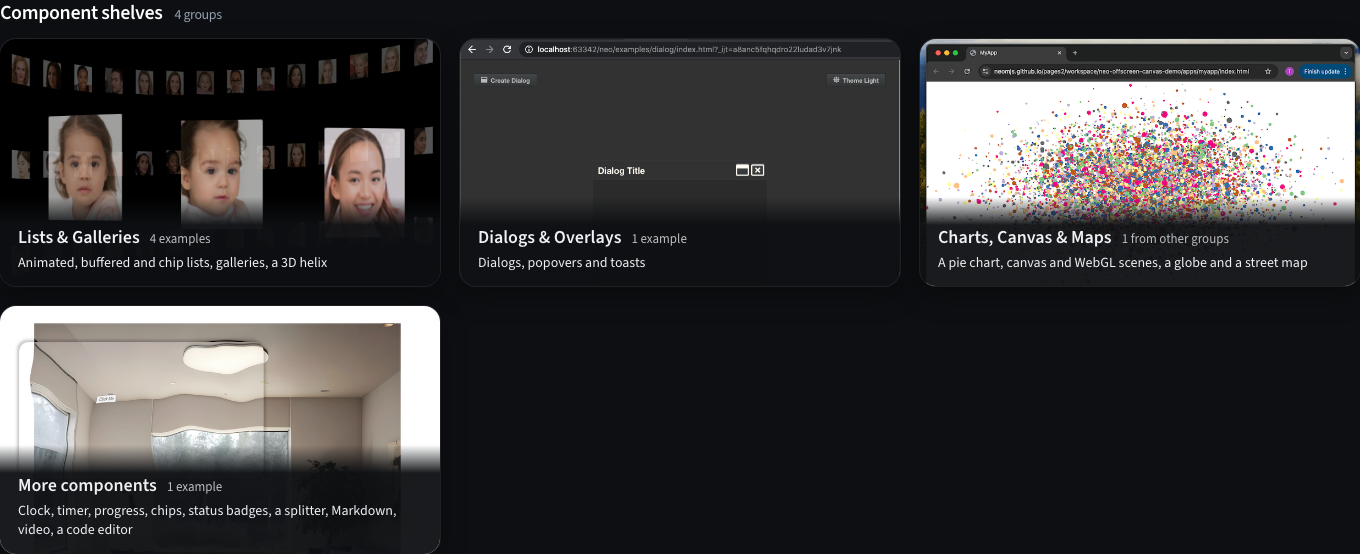 Component shelves 4 groups
localhost:63342/neo/examples/dialog/index.html?_ijt=a8anc5fqhqdro22ludad3v7jnk
Create Dialog
Theme Light
Dialog Title
MyApp
neomjs.github.io/pages2/workspace/neo-offscreen-canvas-demo/apps/myapp/index.html
T
Finish update
Lists & Galleries 4 examples
Animated, buffered and chip lists, galleries, a 3D helix
Dialogs & Overlays 1 example
Dialogs, popovers and toasts
Charts, Canvas & Maps 1 from other groups
A pie chart, canvas and WebGL scenes, a globe and a street map
Click Me
More components 1 example
Clock, timer, progress, chips, status badges, a splitter, Markdown,
video, a code editor